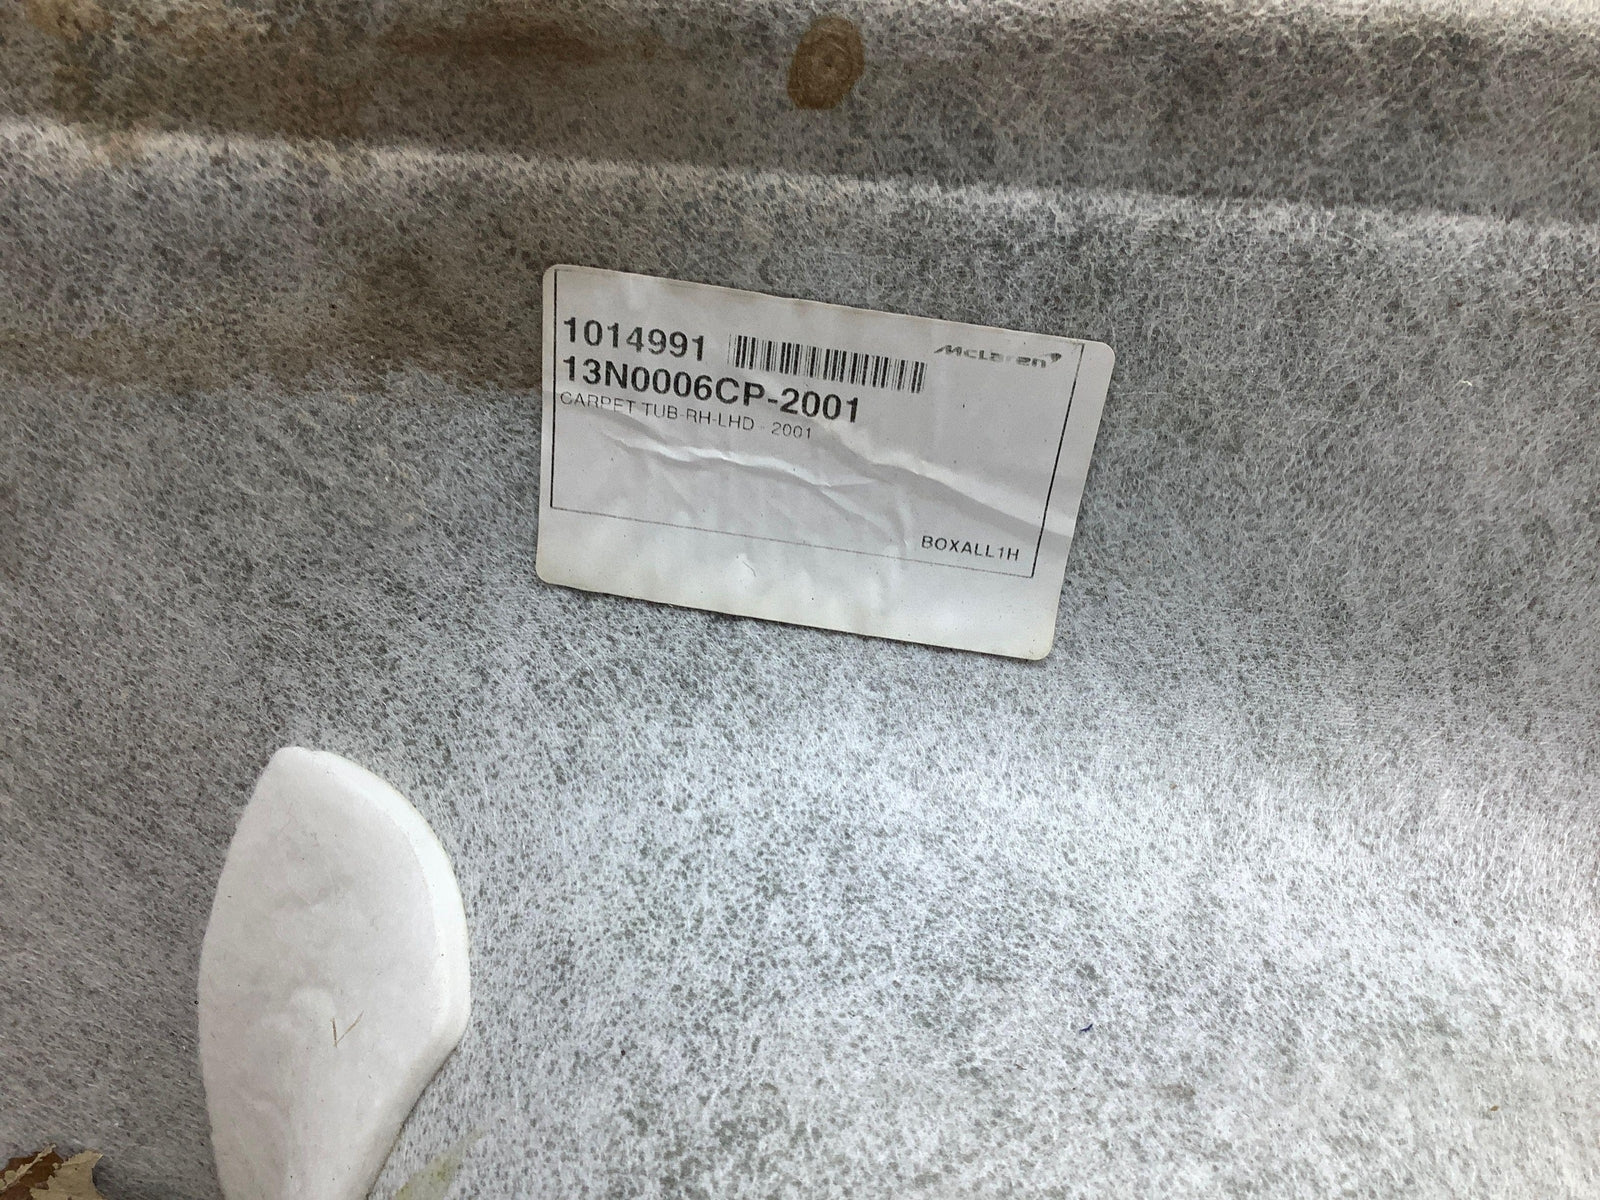 1014991 McLaren
13N0006CP-2001
CARPET TUB-RH-LHD - 2001
BOXALL1H